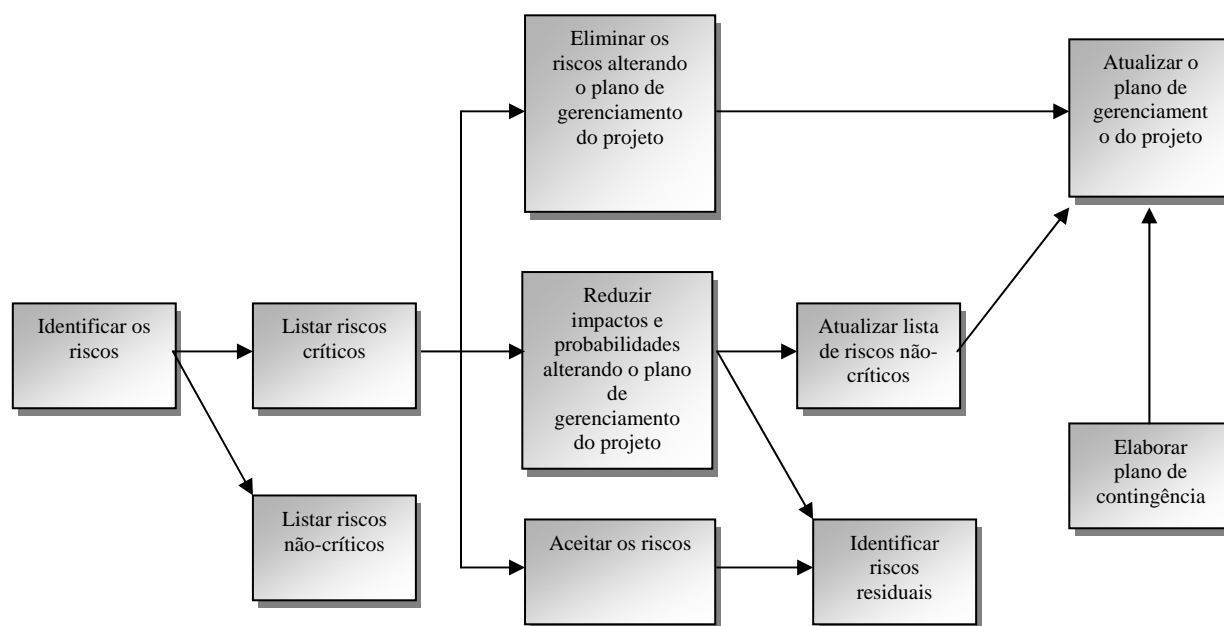 Eliminar os
riscos alterando
o plano de
gerenciamento
do projeto
Atualizar o
plano de
gerenciament
o do projeto
Identificar os
riscos
Listar riscos
críticos
Reduzir
impactos e
probabilidades
alterando o plano
de
gerenciamento
do projeto
Atualizar lista
de riscos não-
críticos
Elaborar
plano de
contingência
Listar riscos
não-críticos
Aceitar os riscos
Identificar
riscos
residuais